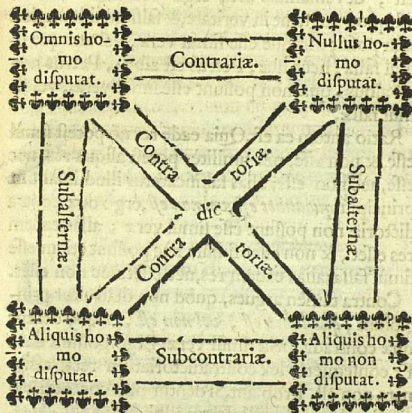 Omnis ho-
mo
disputat.
Contrariæ.
Nullus ho-
mo
disputat.
Contra
toriæ.
Subalternæ
dic
Subalternæ.
Contra
toriæ.
Aliquis ho
mo
disputat.
Subcontrariæ.
Aliquis ho
mo non
disputat.